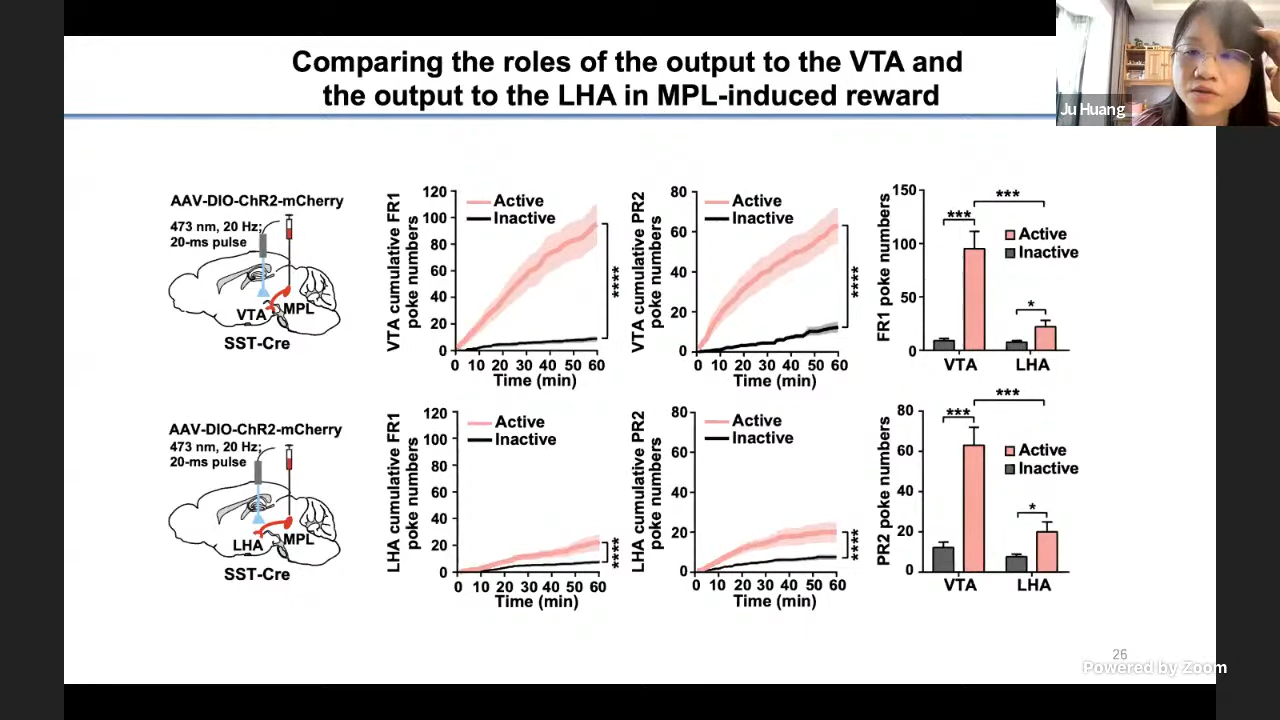 Comparing the roles of the output to the VTA and
the output to the LHA in MPL-induced reward
Ju Huang
AAV-DIO-ChR2-mCherry
473 nm, 20 Hz;
20-ms pulse
VTA
MPL
SST-Cre
VTA cumulative FR1
poke numbers
120
100
80
60
40
20
0
Active
Inactive
****
0 10 20 30 40 50 60
Time (min)
VTA cumulative PR2
poke numbers
80
60
40
20
0
Active
Inactive
****
0 10 20 30 40 50 60
Time (min)
FR1 poke numbers
150
100
50
0
***
***
*
Active
Inactive
VTA LHA
AAV-DIO-ChR2-mCherry
473 nm, 20 Hz;
20-ms pulse
LHA
MPL
SST-Cre
LHA cumulative FR1
poke numbers
120
100
80
60
40
20
0
Active
Inactive
****
0 10 20 30 40 50 60
Time (min)
LHA cumulative PR2
poke numbers
80
60
40
20
0
Active
Inactive
****
0 10 20 30 40 50 60
Time (min)
PR2 poke numbers
80
60
40
20
0
***
***
*
Active
Inactive
VTA LHA
26
Powered by Zoom